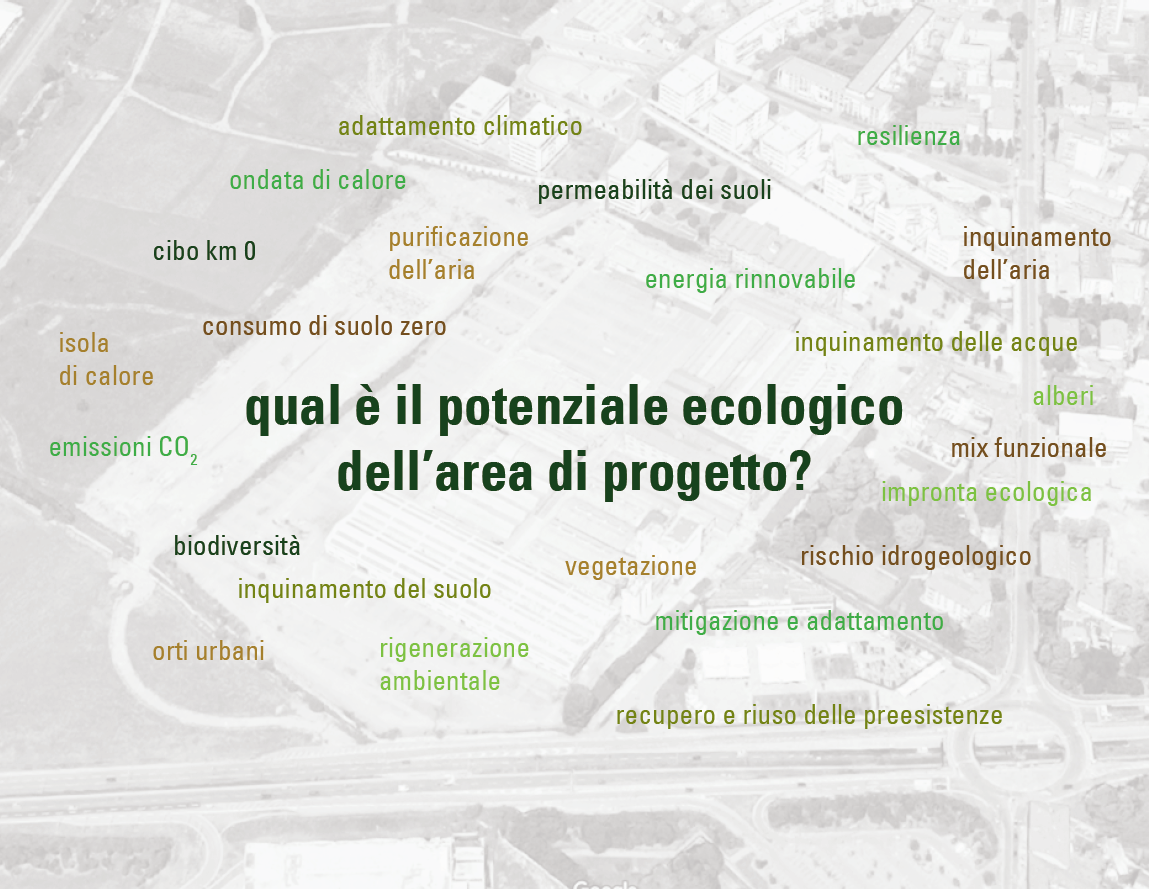 adattamento climatico
resilienza
ondata di calore
permeabilità dei suoli
cibo km 0
purificazione
dell'aria
inquinamento
dell'aria
energia rinnovabile
consumo di suolo zero
isola
di calore
inquinamento delle acque
alberi
qual è il potenziale ecologico
dell'area di progetto?
emissioni CO₂
mix funzionale
impronta ecologica
biodiversità
vegetazione
rischio idrogeologico
inquinamento del suolo
mitigazione e adattamento
orti urbani
rigenerazione
ambientale
recupero e riuso delle preesistenze
Google